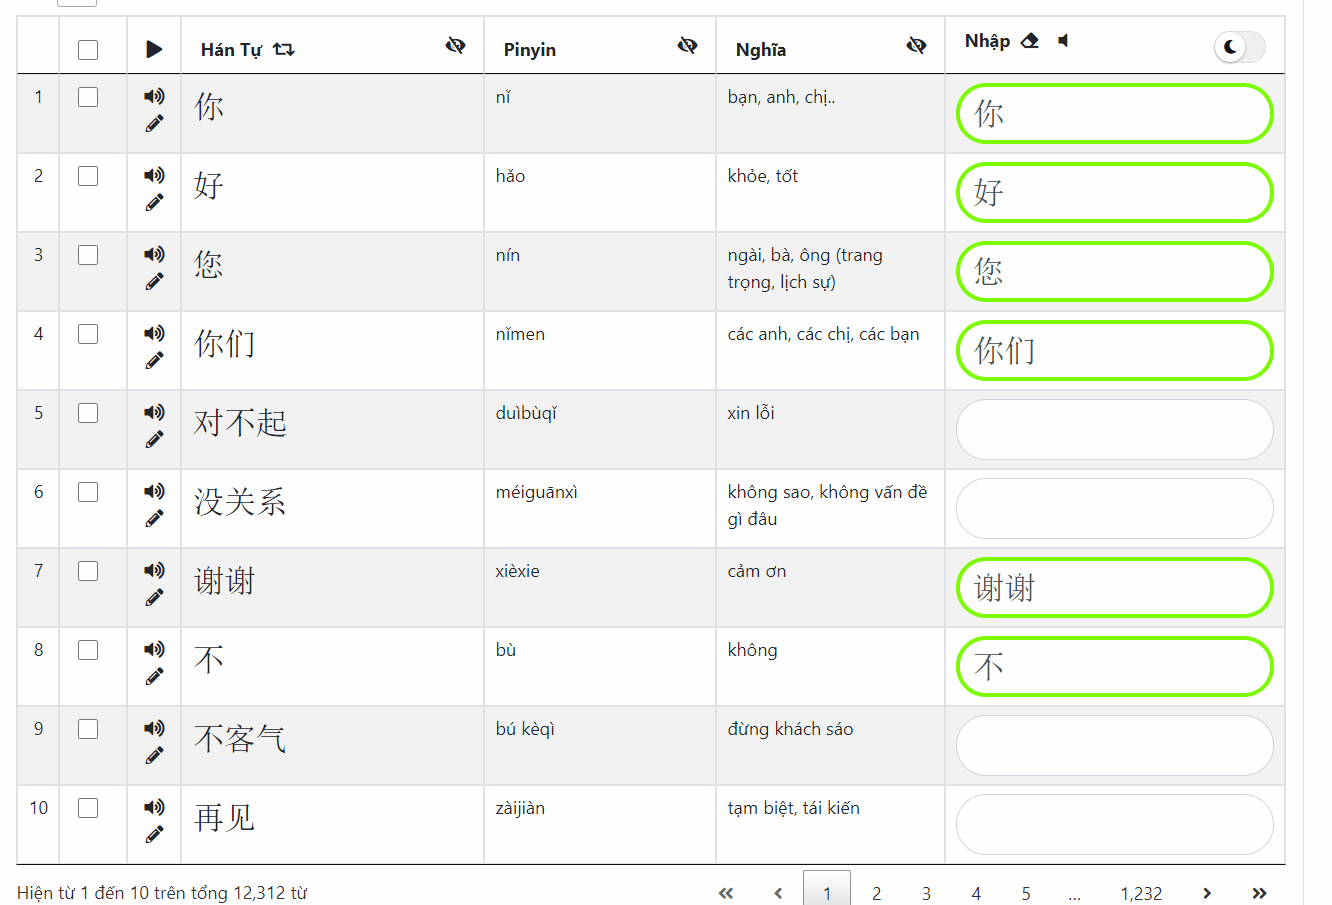 Hán Tự Pinyin Nghĩa Nhập
1 你 nǐ bạn, anh, chị.. 你
2 好 hǎo khỏe, tốt 好
3 您 nín ngài, bà, ông (trang trọng, lịch sự) 您
4 你们 nǐmen các anh, các chị, các bạn 你们
5 对不起 duìbùqǐ xin lỗi
6 没关系 méiguānxì không sao, không vấn đề gì đâu
7 谢谢 xièxie cảm ơn 谢谢
8 不 bù không 不
9 不客气 bú kèqì đừng khách sáo
10 再见 zàijiàn tạm biệt, tái kiến
Hiện từ 1 đến 10 trên tổng 12,312 từ « ‹ 1 2 3 4 5 ... 1,232 › »